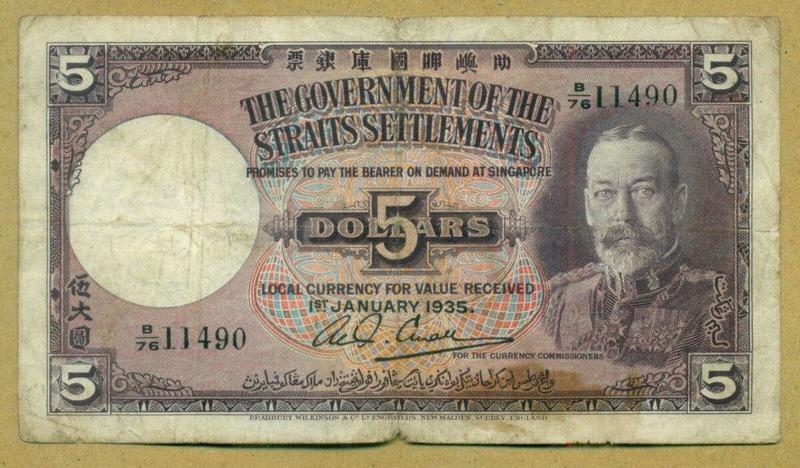 叻嶼呷國庫銀票
5
5
THE GOVERNMENT OF THE
STRAITS SETTLEMENTS
B/76 11490
PROMISES TO PAY THE BEARER ON DEMAND AT SINGAPORE
5
DOLLARS
LOCAL CURRENCY FOR VALUE RECEIVED
1ST JANUARY 1935.
伍大圓
B/76 11490
FOR THE CURRENCY COMMISSIONERS
5
5
BRADBURY WILKINSON & Co Ld ENGRAVERS, NEW MALDEN, SURREY, ENGLAND